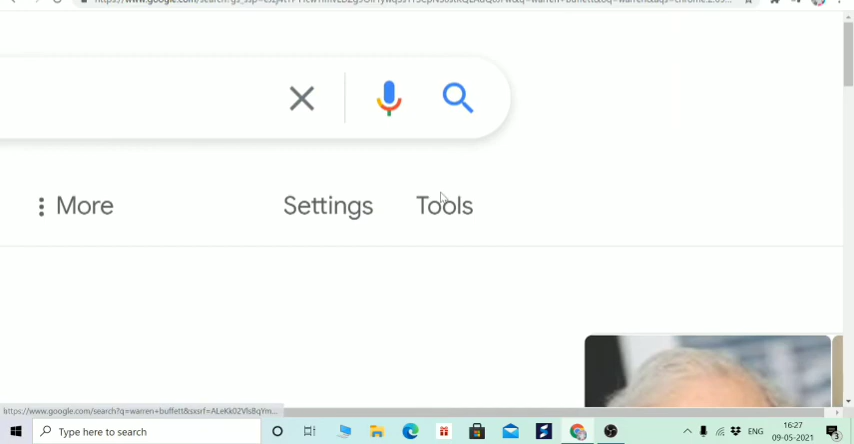 More
Settings
Tools
https://www.google.com/search?q=warren+buffett&sxsrf=ALeKk02VlsBqYm...
Type here to search
ENG
16:27
09-05-2021
3